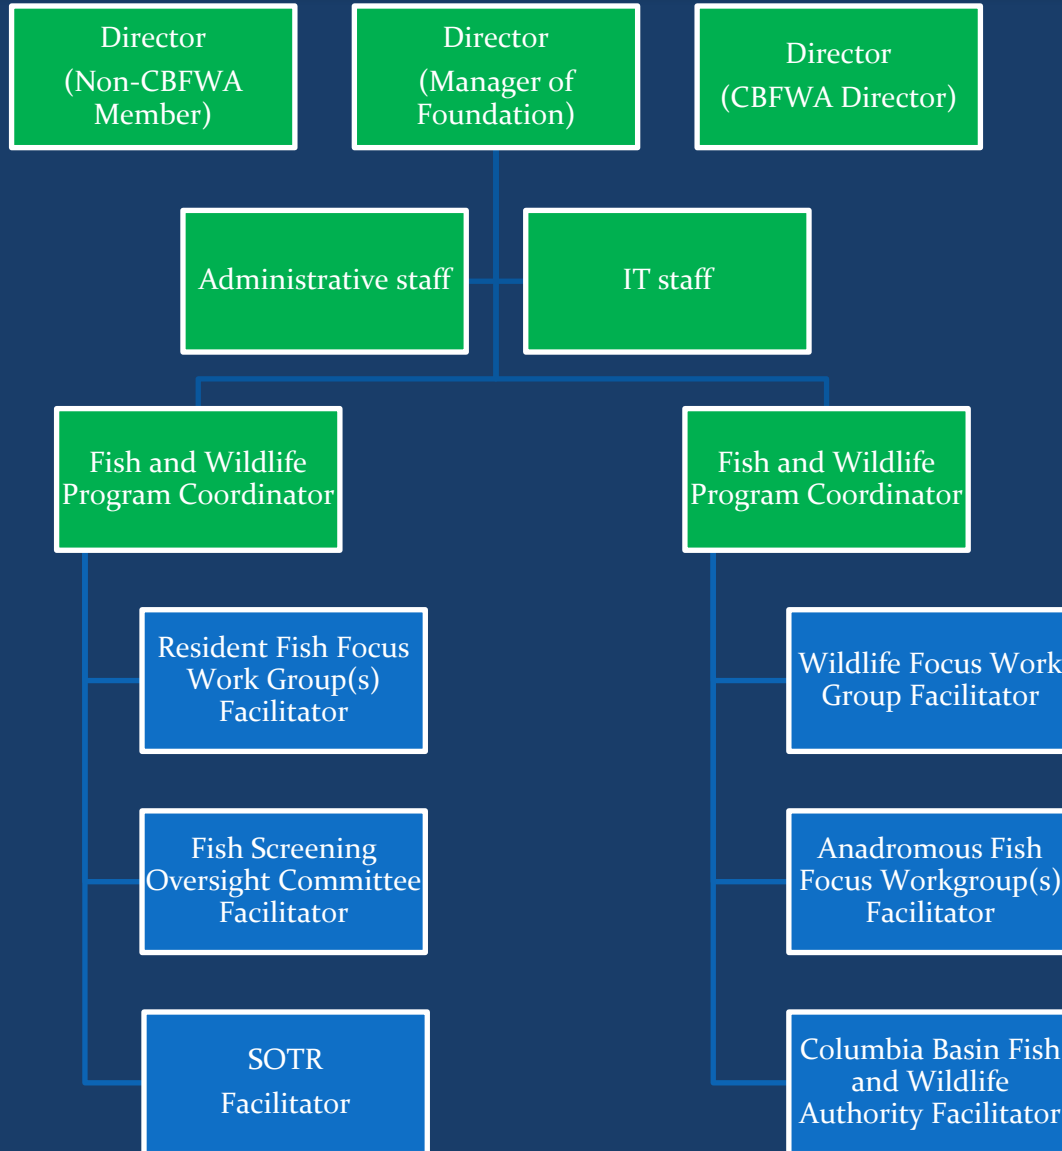 Director
(Non-CBFWA
Member)
Director
(Manager of
Foundation)
Director
(CBFWA Director)
Administrative staff
IT staff
Fish and Wildlife
Program Coordinator
Fish and Wildlife
Program Coordinator
Resident Fish Focus
Work Group(s)
Facilitator
Wildlife Focus Work
Group Facilitator
Fish Screening
Oversight Committee
Facilitator
Anadromous Fish
Focus Workgroup(s)
Facilitator
SOTR
Facilitator
Columbia Basin Fish
and Wildlife
Authority Facilitator